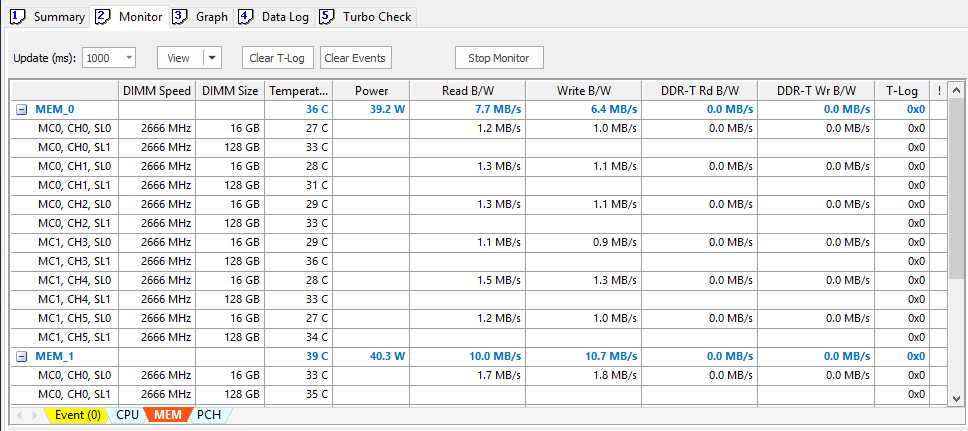 1 Summary 2 Monitor 3 Graph 4 Data Log 5 Turbo Check
Update (ms): 1000 View Clear T-Log Clear Events Stop Monitor
DIMM Speed DIMM Size Temperat... Power Read B/W Write B/W DDR-T Rd B/W DDR-T Wr B/W T-Log !
MEM_0 36 C 39.2 W 7.7 MB/s 6.4 MB/s 0.0 MB/s 0.0 MB/s 0x0
MC0, CH0, SL0 2666 MHz 16 GB 27 C 1.2 MB/s 1.0 MB/s 0.0 MB/s 0.0 MB/s 0x0
MC0, CH0, SL1 2666 MHz 128 GB 33 C 0x0
MC0, CH1, SL0 2666 MHz 16 GB 28 C 1.3 MB/s 1.1 MB/s 0.0 MB/s 0.0 MB/s 0x0
MC0, CH1, SL1 2666 MHz 128 GB 31 C 0x0
MC0, CH2, SL0 2666 MHz 16 GB 29 C 1.3 MB/s 1.1 MB/s 0.0 MB/s 0.0 MB/s 0x0
MC0, CH2, SL1 2666 MHz 128 GB 33 C 0x0
MC1, CH3, SL0 2666 MHz 16 GB 29 C 1.1 MB/s 0.9 MB/s 0.0 MB/s 0.0 MB/s 0x0
MC1, CH3, SL1 2666 MHz 128 GB 36 C 0x0
MC1, CH4, SL0 2666 MHz 16 GB 28 C 1.5 MB/s 1.3 MB/s 0.0 MB/s 0.0 MB/s 0x0
MC1, CH4, SL1 2666 MHz 128 GB 33 C 0x0
MC1, CH5, SL0 2666 MHz 16 GB 27 C 1.2 MB/s 1.0 MB/s 0.0 MB/s 0.0 MB/s 0x0
MC1, CH5, SL1 2666 MHz 128 GB 34 C 0x0
MEM_1 39 C 40.3 W 10.0 MB/s 10.7 MB/s 0.0 MB/s 0.0 MB/s 0x0
MC0, CH0, SL0 2666 MHz 16 GB 33 C 1.7 MB/s 1.8 MB/s 0.0 MB/s 0.0 MB/s 0x0
MC0, CH0, SL1 2666 MHz 128 GB 35 C 0x0
Event (0) CPU MEM PCH